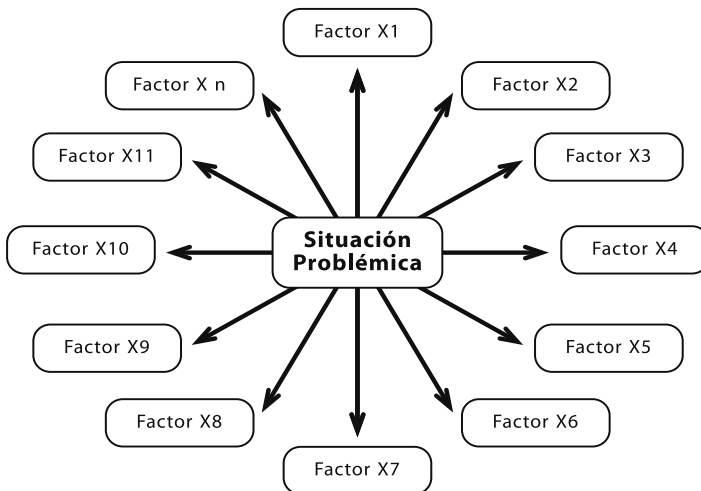 Factor X1
Factor X n
Factor X2
Factor X11
Factor X3
Situación
Problémica
Factor X10
Factor X4
Factor X9
Factor X5
Factor X8
Factor X6
Factor X7